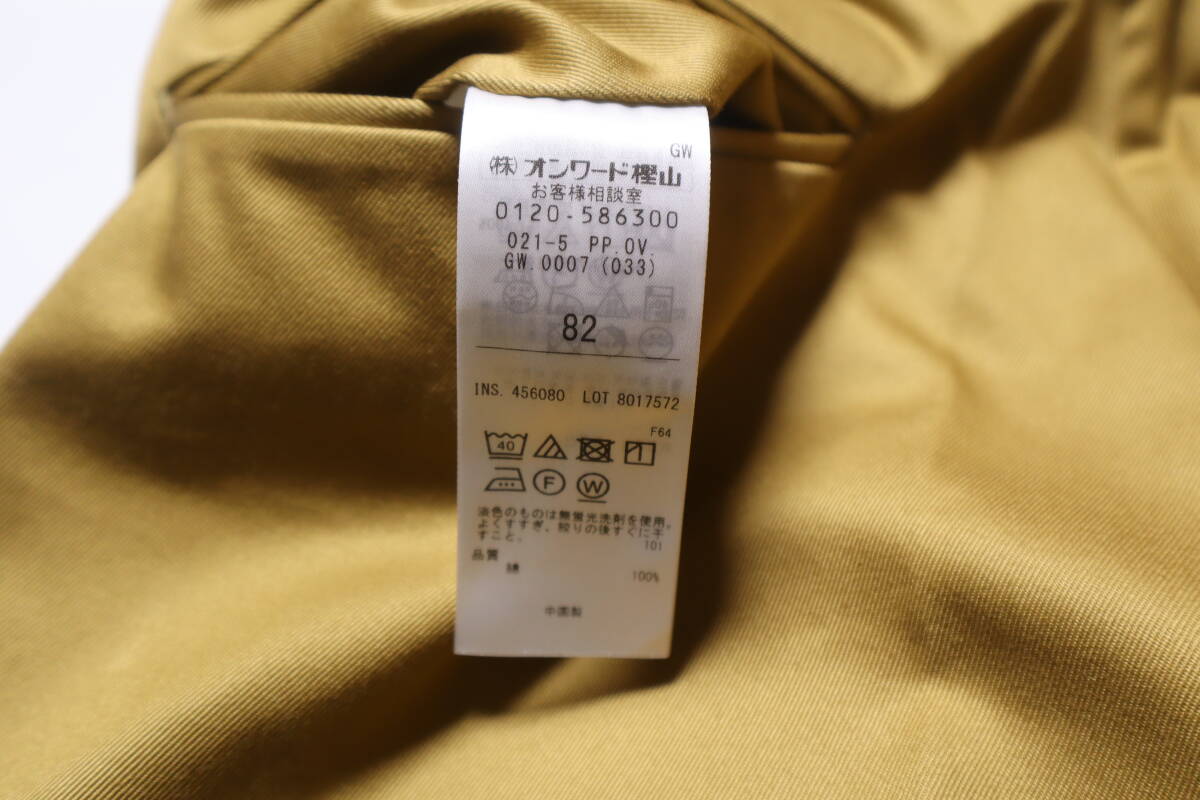 GW
㈱オンワード樫山
お客様相談室
0120-586300
021-5 PP.OV.
GW.0007 (033)
82
INS. 456080 LOT 8017572
F64
40
F W
淡色のものは無蛍光洗剤を使用。
よくすすぎ、絞りの後すぐに干
すこと。
101
品質
綿 100%
中国製